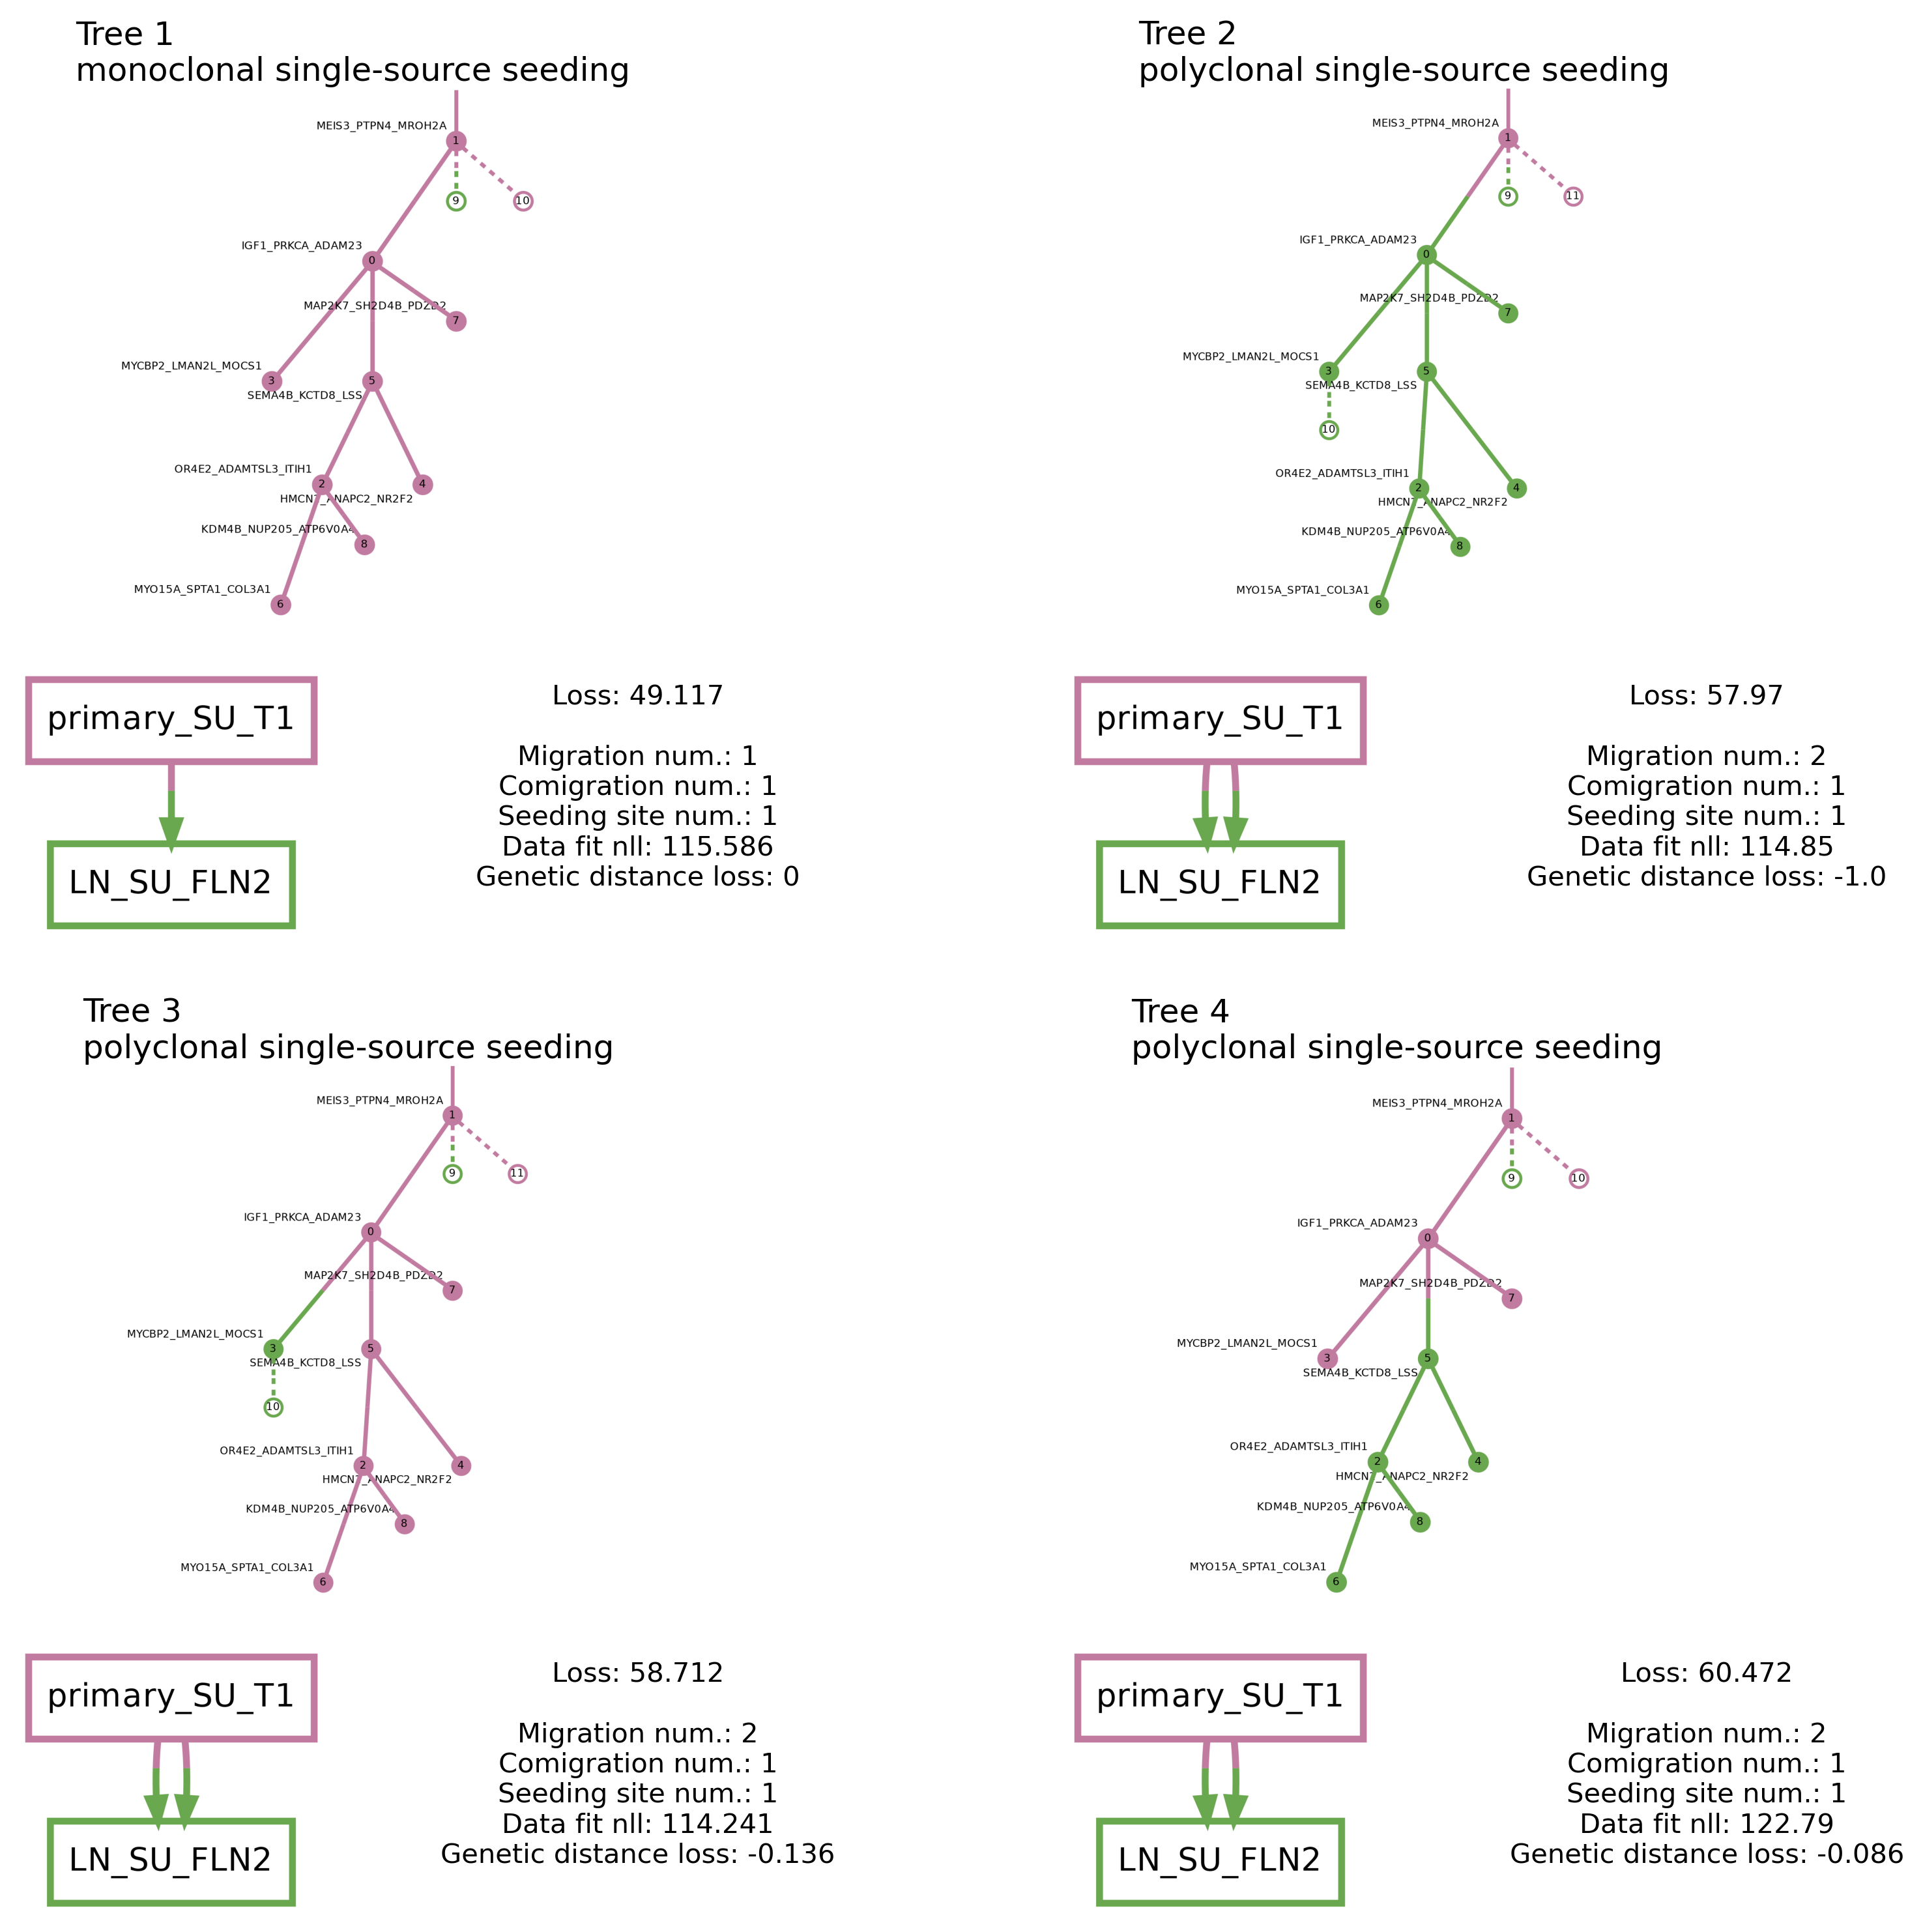 Tree 1
monoclonal single-source seeding
MEIS3_PTPN4_MROH2A
1
9
10
IGF1_PRKCA_ADAM23
0
MAP2K7_SH2D4B_PDZD2
7
MYCBP2_LMAN2L_MOCS1
3
5
SEMA4B_KCTD8_LSS
OR4E2_ADAMTSL3_ITIH1
2
4
KDM4B_NUP205_ATP6V0A4
8
MYO15A_SPTA1_COL3A1
6
primary_SU_T1
LN_SU_FLN2
Loss: 49.117
Migration num.: 1
Comigration num.: 1
Seeding site num.: 1
Data fit nll: 115.586
Genetic distance loss: 0
Tree 2
polyclonal single-source seeding
MEIS3_PTPN4_MROH2A
1
9
11
IGF1_PRKCA_ADAM23
0
MAP2K7_SH2D4B_PDZD2
7
MYCBP2_LMAN2L_MOCS1
3
5
SEMA4B_KCTD8_LSS
10
OR4E2_ADAMTSL3_ITIH1
2
4
KDM4B_NUP205_ATP6V0A4
8
MYO15A_SPTA1_COL3A1
6
primary_SU_T1
LN_SU_FLN2
Loss: 57.97
Migration num.: 2
Comigration num.: 1
Seeding site num.: 1
Data fit nll: 114.85
Genetic distance loss: -1.0
Tree 3
polyclonal single-source seeding
MEIS3_PTPN4_MROH2A
1
9
11
IGF1_PRKCA_ADAM23
0
MAP2K7_SH2D4B_PDZD2
7
MYCBP2_LMAN2L_MOCS1
3
5
SEMA4B_KCTD8_LSS
10
OR4E2_ADAMTSL3_ITIH1
2
4
KDM4B_NUP205_ATP6V0A4
8
MYO15A_SPTA1_COL3A1
6
primary_SU_T1
LN_SU_FLN2
Loss: 58.712
Migration num.: 2
Comigration num.: 1
Seeding site num.: 1
Data fit nll: 114.241
Genetic distance loss: -0.136
Tree 4
polyclonal single-source seeding
MEIS3_PTPN4_MROH2A
1
9
10
IGF1_PRKCA_ADAM23
0
MAP2K7_SH2D4B_PDZD2
7
MYCBP2_LMAN2L_MOCS1
3
5
SEMA4B_KCTD8_LSS
OR4E2_ADAMTSL3_ITIH1
2
4
KDM4B_NUP205_ATP6V0A4
8
MYO15A_SPTA1_COL3A1
6
primary_SU_T1
LN_SU_FLN2
Loss: 60.472
Migration num.: 2
Comigration num.: 1
Seeding site num.: 1
Data fit nll: 122.79
Genetic distance loss: -0.086